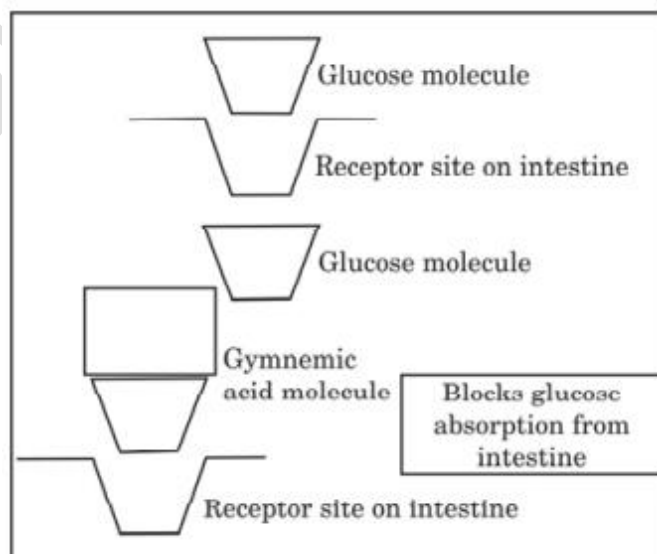 Glucose molecule
Receptor site on intestine
Glucose molecule
Gymnemic
acid molecule
Blocks glucose
absorption from
intestine
Receptor site on intestine